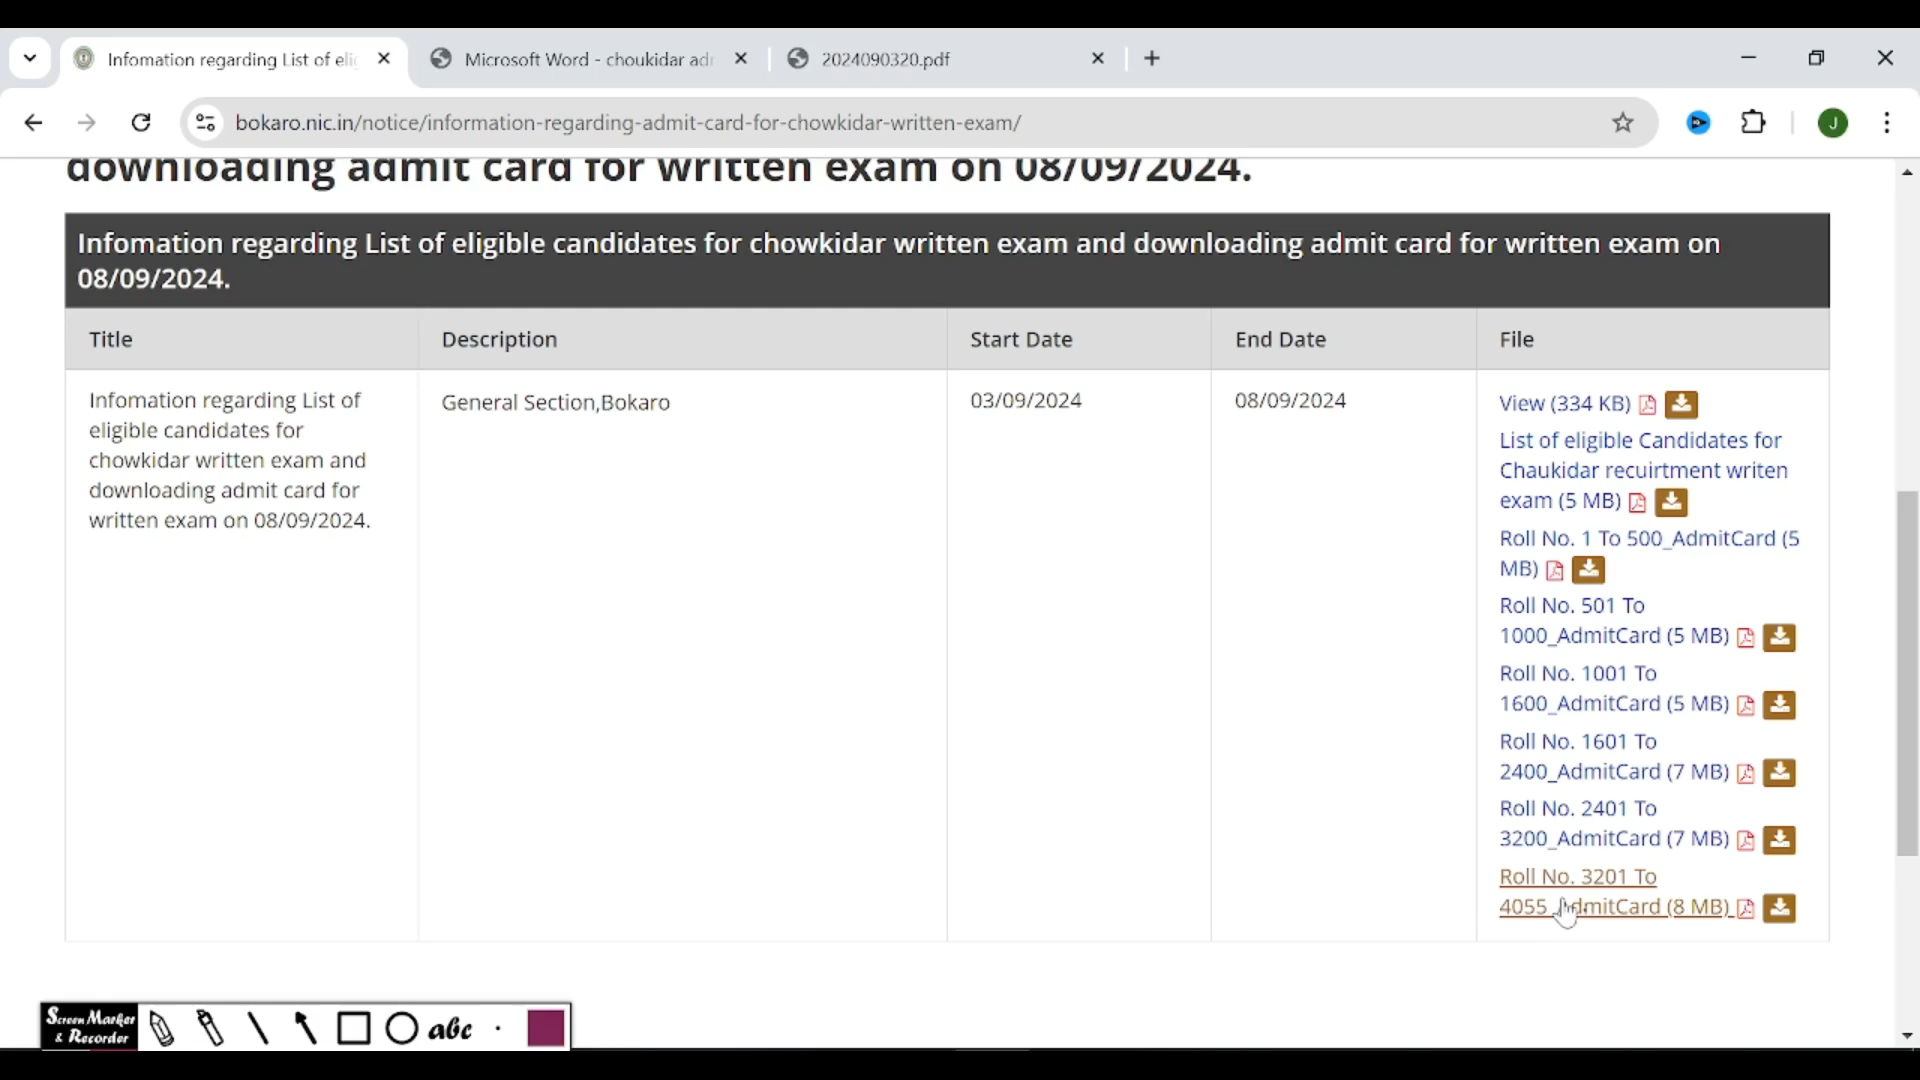 Infomation regarding List of eli
Microsoft Word - choukidar adı
2024090320.pdf
bokaro.nic.in/notice/information-regarding-admit-card-for-chowkidar-written-exam/
J
downloading admit card for written exam on 08/09/2024.
Infomation regarding List of eligible candidates for chowkidar written exam and downloading admit card for written exam on
08/09/2024.
Title
Description
Start Date
End Date
File
Infomation regarding List of
eligible candidates for
chowkidar written exam and
downloading admit card for
written exam on 08/09/2024.
General Section,Bokaro
03/09/2024
08/09/2024
View (334 KB)
List of eligible Candidates for
Chaukidar recuirtment writen
exam (5 MB)
Roll No. 1 To 500_AdmitCard (5
MB)
Roll No. 501 To
1000_AdmitCard (5 MB)
Roll No. 1001 To
1600_AdmitCard (5 MB)
Roll No. 1601 To
2400_AdmitCard (7 MB)
Roll No. 2401 To
3200_AdmitCard (7 MB)
Roll No. 3201 To
4055_AdmitCard (8 MB)
Screen Marker
& Recorder
abc